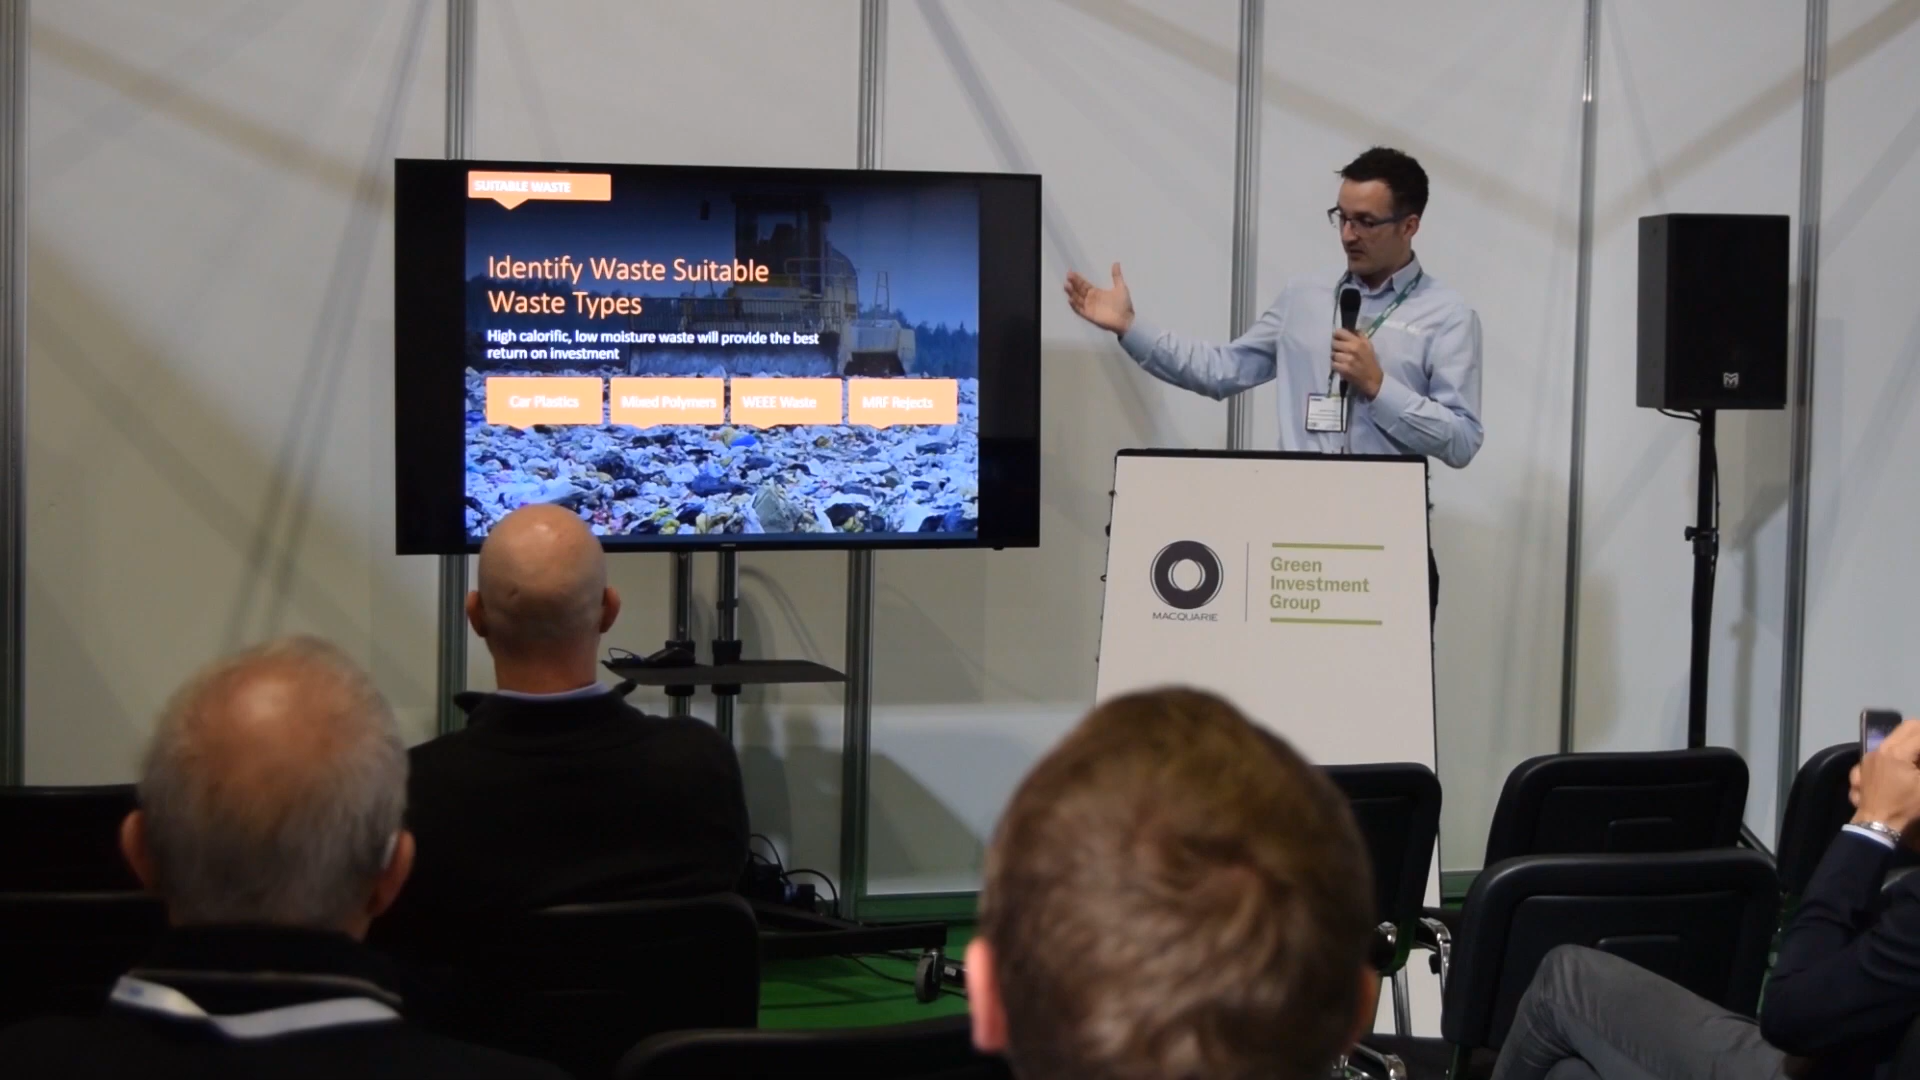 SUITABLE WASTE
Identify Waste Suitable
Waste Types
High calorific, low moisture waste will provide the best
return on investment
Car Plastics
Mixed Polymers
WEEE Waste
MRF Rejects
MACQUARIE
Green
Investment
Group